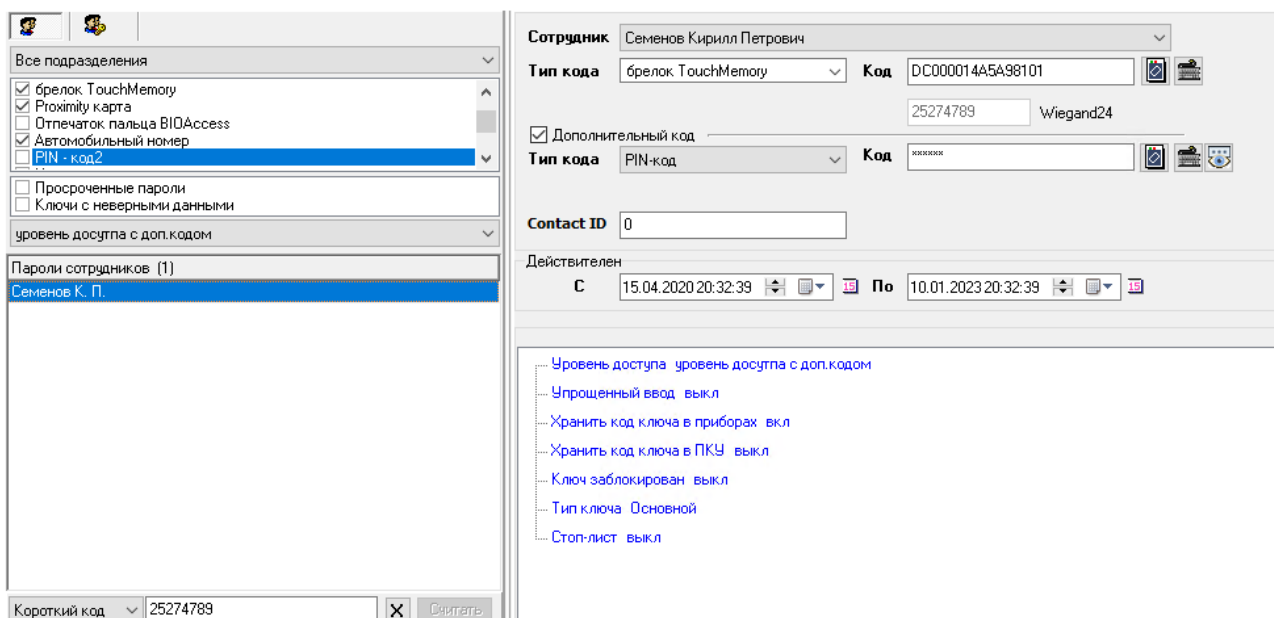 Все подразделения
брелок TouchMemory
Proximity карта
Отпечаток пальца BIOAccess
Автомобильный номер
PIN - код2
Просроченные пароли
Ключи с неверными данными
уровень досутпа с доп.кодом
Пароли сотрудников (1)
Семенов К. П.
Короткий код 25274789 X Считать
Сотрудник Семенов Кирилл Петрович
Тип кода брелок TouchMemory Код DC000014A5A98101
25274789 Wiegand24
Дополнительный код
Тип кода PIN-код Код ******
Contact ID 0
Действителен
С 15.04.2020 20:32:39 15 По 10.01.2023 20:32:39 15
Уровень доступа уровень досутпа с доп.кодом
Упрощенный ввод выкл
Хранить код ключа в приборах вкл
Хранить код ключа в ПКУ выкл
Ключ заблокирован выкл
Тип ключа Основной
Стоп-лист выкл